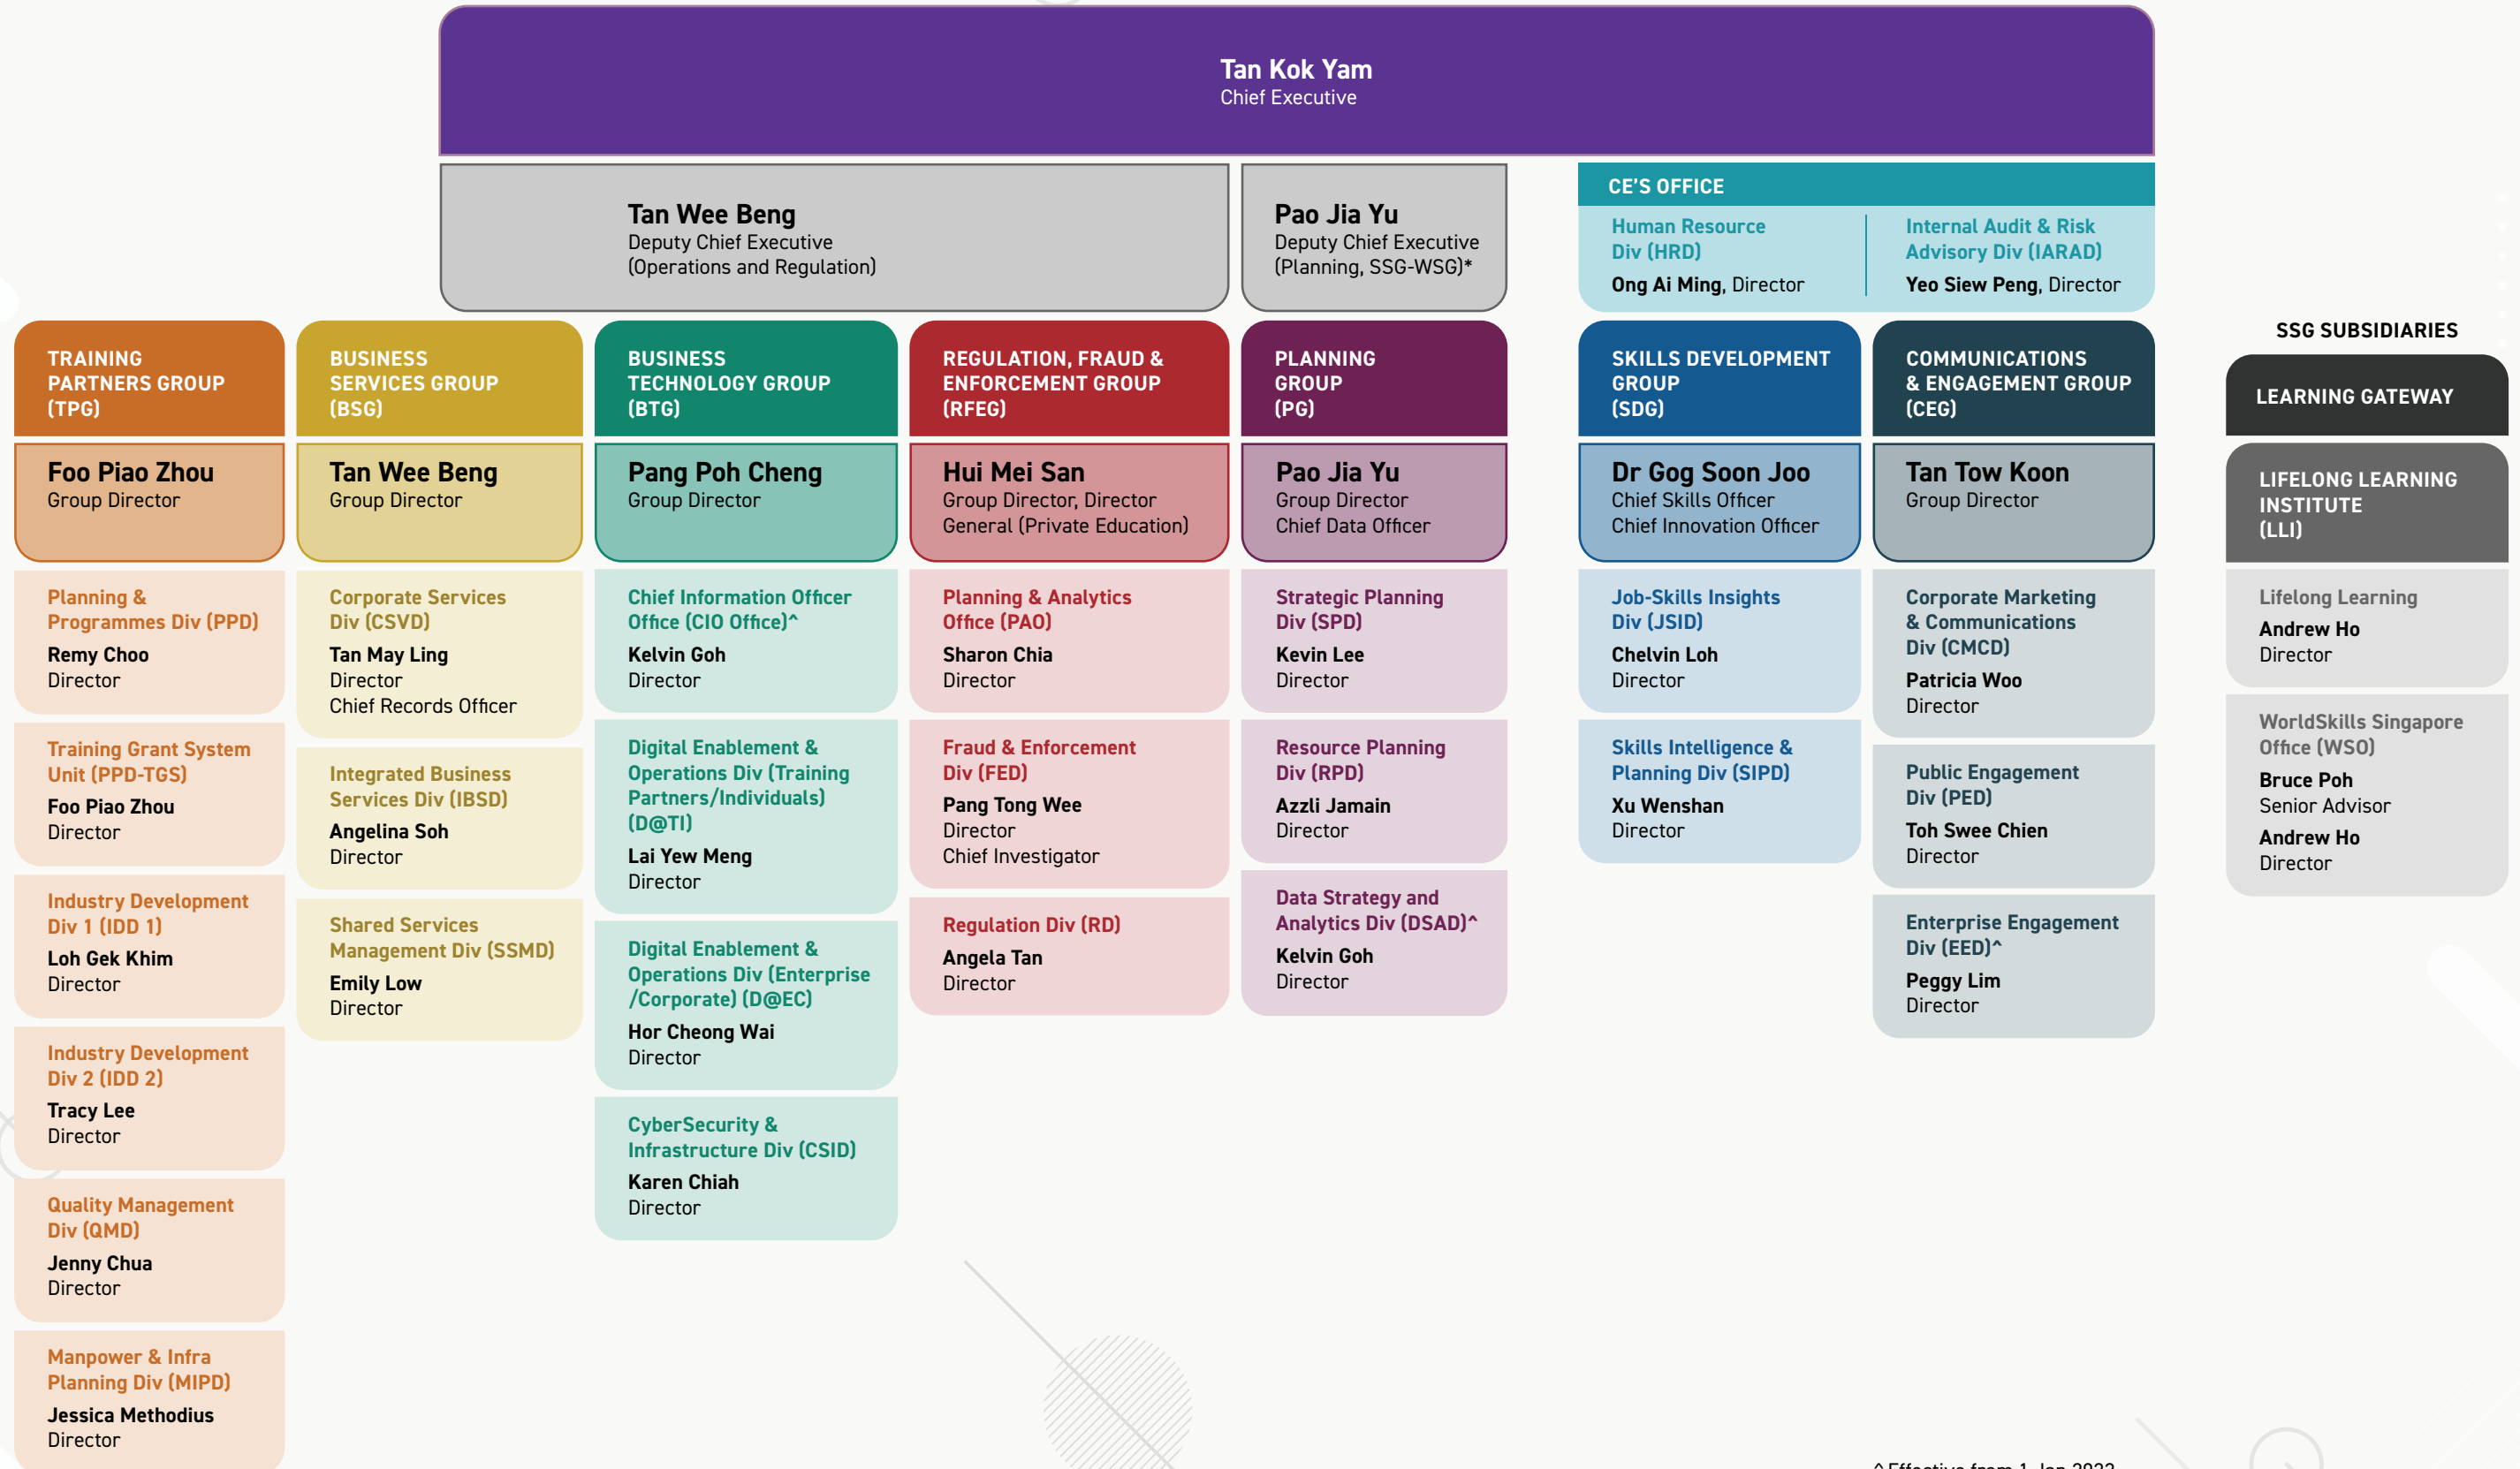 Tan Kok Yam
Chief Executive
Tan Wee Beng
Deputy Chief Executive
(Operations and Regulation)
Pao Jia Yu
Deputy Chief Executive
(Planning, SSG-WSG)*
CE'S OFFICE
Human Resource
Div (HRD)
Ong Ai Ming, Director
Internal Audit & Risk
Advisory Div (IARAD)
Yeo Siew Peng, Director
TRAINING
PARTNERS GROUP
(TPG)
Foo Piao Zhou
Group Director
Planning &
Programmes Div (PPD)
Remy Choo
Director
Training Grant System
Unit (PPD-TGS)
Foo Piao Zhou
Director
Industry Development
Div 1 (IDD 1)
Loh Gek Khim
Director
Industry Development
Div 2 (IDD 2)
Tracy Lee
Director
Quality Management
Div (QMD)
Jenny Chua
Director
Manpower & Infra
Planning Div (MIPD)
Jessica Methodius
Director
BUSINESS
SERVICES GROUP
(BSG)
Tan Wee Beng
Group Director
Corporate Services
Div (CSVD)
Tan May Ling
Director
Chief Records Officer
Integrated Business
Services Div (IBSD)
Angelina Soh
Director
Shared Services
Management Div (SSMD)
Emily Low
Director
BUSINESS
TECHNOLOGY GROUP
(BTG)
Pang Poh Cheng
Group Director
Chief Information Officer
Office (CIO Office)^
Kelvin Goh
Director
Digital Enablement &
Operations Div (Training
Partners/Individuals)
(D@TI)
Lai Yew Meng
Director
Digital Enablement &
Operations Div (Enterprise
/Corporate) (D@EC)
Hor Cheong Wai
Director
CyberSecurity &
Infrastructure Div (CSID)
Karen Chiah
Director
REGULATION, FRAUD &
ENFORCEMENT GROUP
(RFEG)
Hui Mei San
Group Director, Director
General (Private Education)
Planning & Analytics
Office (PAO)
Sharon Chia
Director
Fraud & Enforcement
Div (FED)
Pang Tong Wee
Director
Chief Investigator
Regulation Div (RD)
Angela Tan
Director
PLANNING
GROUP
(PG)
Pao Jia Yu
Group Director
Chief Data Officer
Strategic Planning
Div (SPD)
Kevin Lee
Director
Resource Planning
Div (RPD)
Azzli Jamain
Director
Data Strategy and
Analytics Div (DSAD)^
Kelvin Goh
Director
SKILLS DEVELOPMENT
GROUP
(SDG)
Dr Gog Soon Joo
Chief Skills Officer
Chief Innovation Officer
Job-Skills Insights
Div (JSID)
Chelvin Loh
Director
Skills Intelligence &
Planning Div (SIPD)
Xu Wenshan
Director
COMMUNICATIONS
& ENGAGEMENT GROUP
(CEG)
Tan Tow Koon
Group Director
Corporate Marketing
& Communications
Div (CMCD)
Patricia Woo
Director
Public Engagement
Div (PED)
Toh Swee Chien
Director
Enterprise Engagement
Div (EED)^
Peggy Lim
Director
SSG SUBSIDIARIES
LEARNING GATEWAY
LIFELONG LEARNING
INSTITUTE
(LLI)
Lifelong Learning
Andrew Ho
Director
WorldSkills Singapore
Office (WSO)
Bruce Poh
Senior Advisor
Andrew Ho
Director
^ Effective from 1 Jan